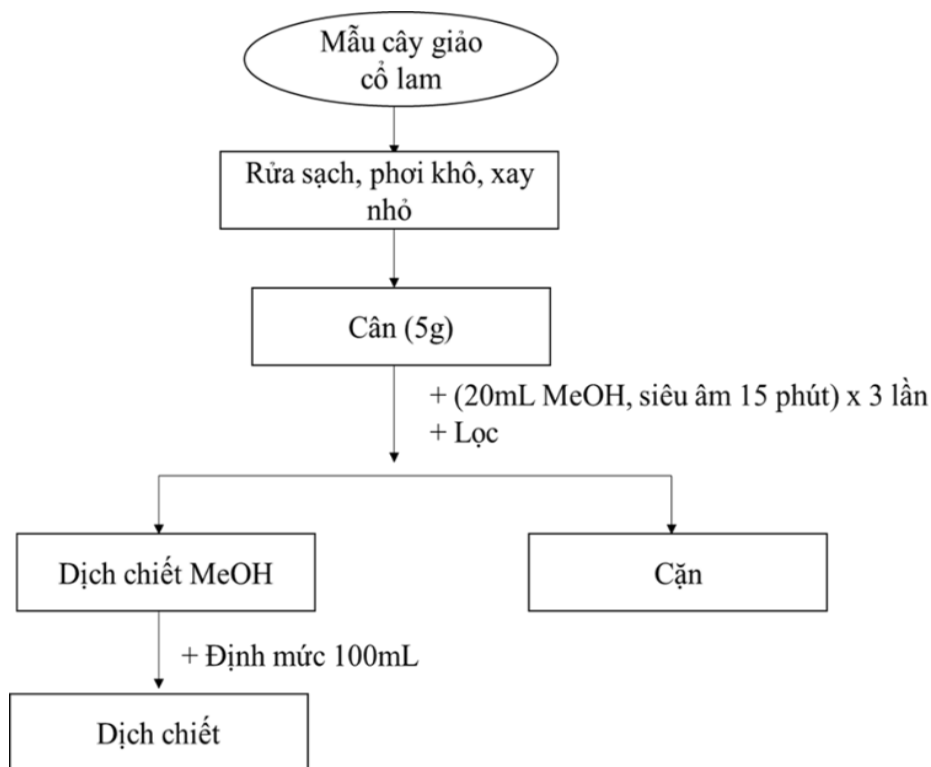 Mẫu cây giảo
cổ lam
Rửa sạch, phơi khô, xay
nhỏ
Cân (5g)
+ (20mL MeOH, siêu âm 15 phút) x 3 lần
+ Lọc
Dịch chiết MeOH
Cặn
+ Định mức 100mL
Dịch chiết